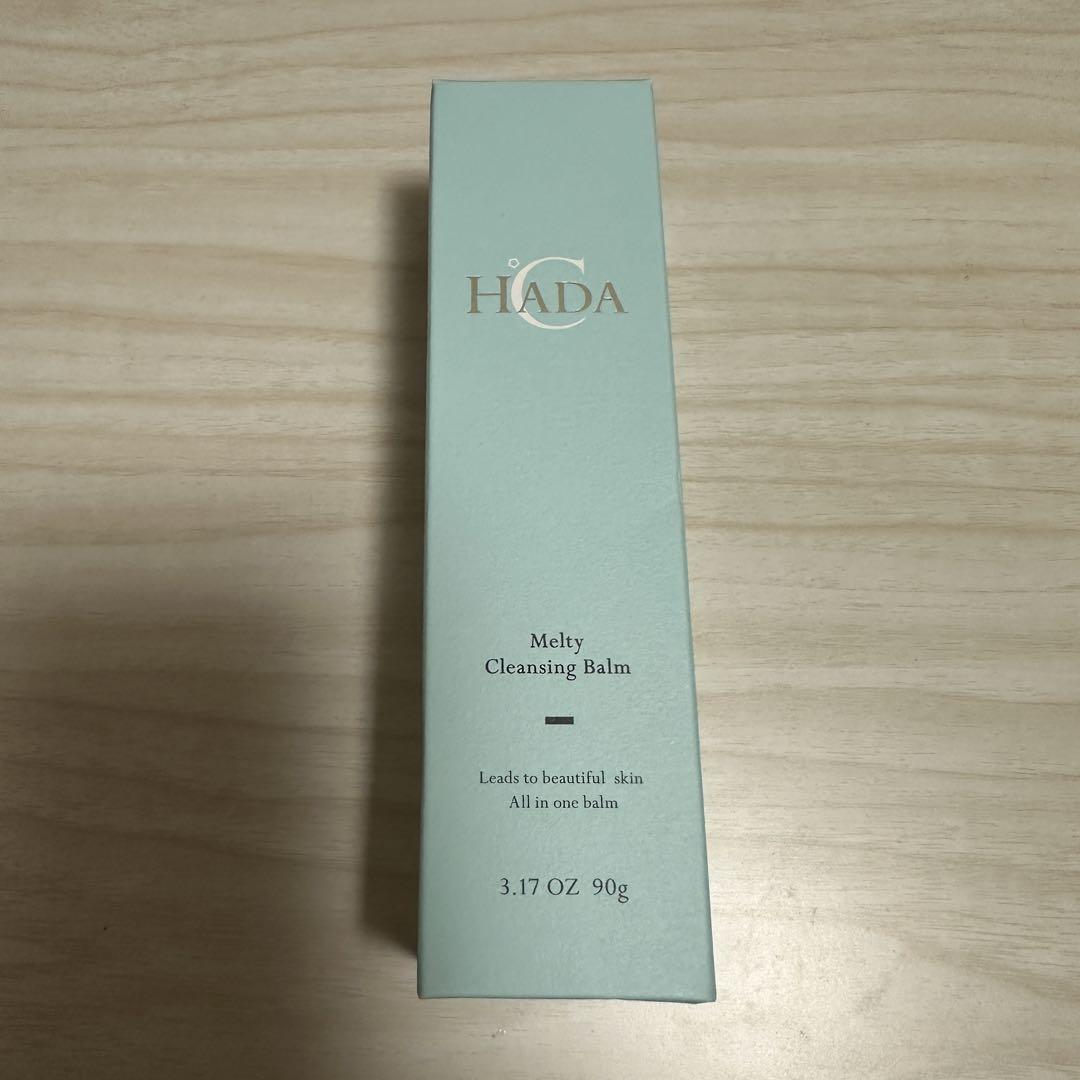 HADA
C
Melty
Cleansing Balm
Leads to beautiful skin
All in one balm
3.17 OZ 90g